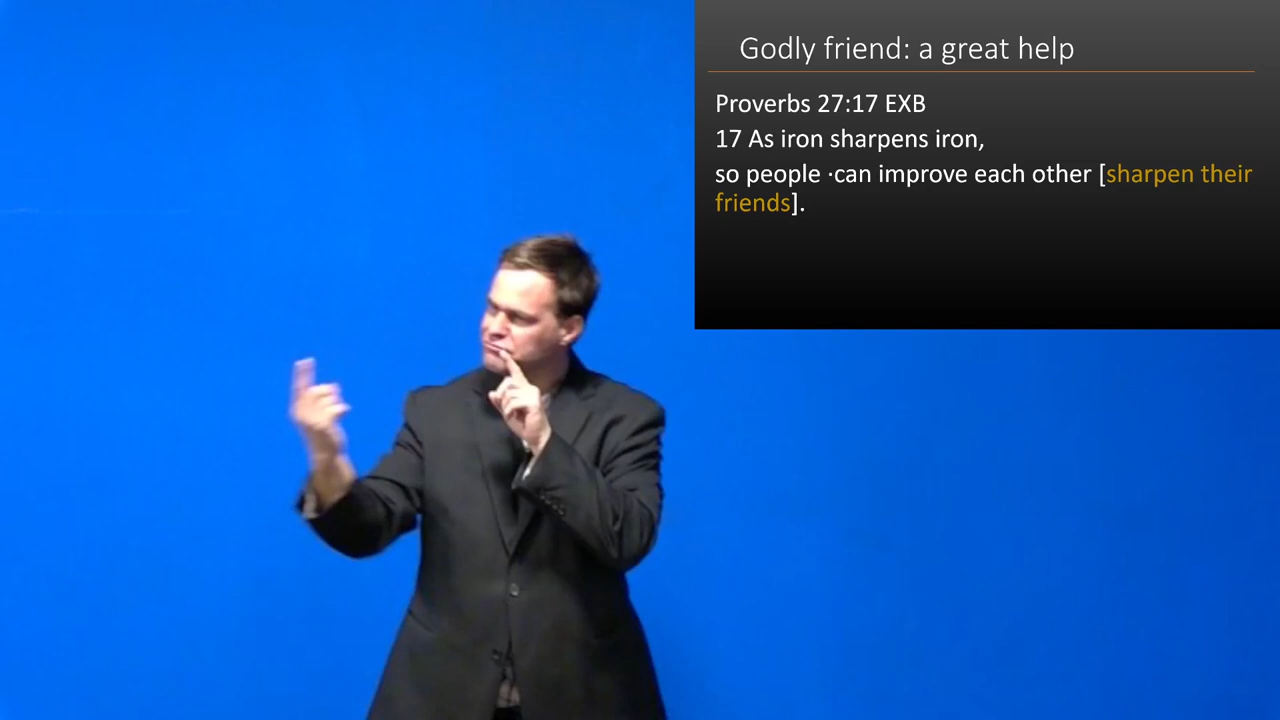 Godly friend: a great help
Proverbs 27:17 EXB
17 As iron sharpens iron,
so people ·can improve each other [sharpen their
friends].